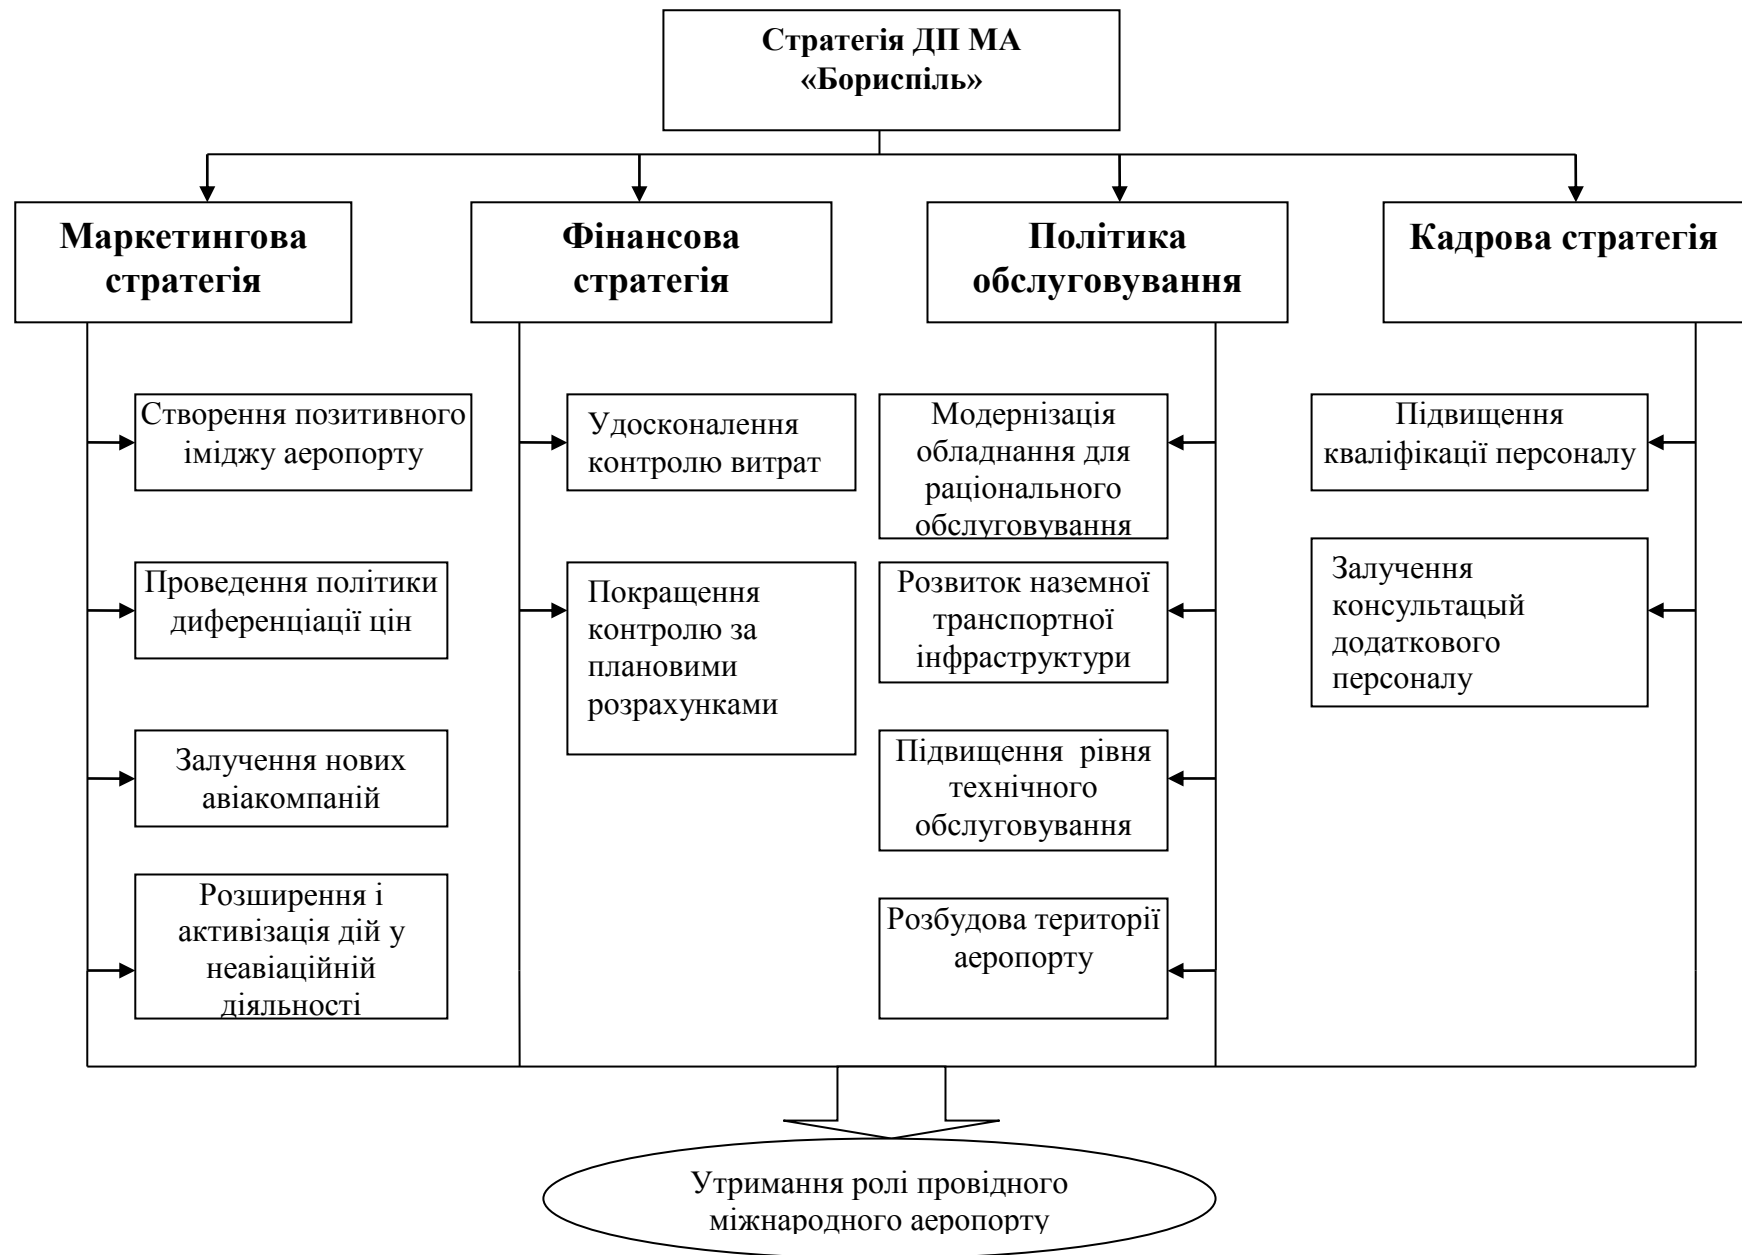 Стратегія ДП МА
«Бориспіль»
Маркетингова
стратегія
Фінансова
стратегія
Політика
обслуговування
Кадрова стратегія
Створення позитивного
іміджу аеропорту
Проведення політики
диференціації цін
Залучення нових
авіакомпаній
Розширення і
активізація дій у
неавіаційній
діяльності
Удосконалення
контролю витрат
Покращення
контролю за
плановими
розрахунками
Модернізація
обладнання для
раціонального
обслуговування
Розвиток наземної
транспортної
інфраструктури
Підвищення рівня
технічного
обслуговування
Розбудова території
аеропорту
Підвищення
кваліфікації персоналу
Залучення
консультацый
додаткового
персоналу
Утримання ролі провідного
міжнародного аеропорту